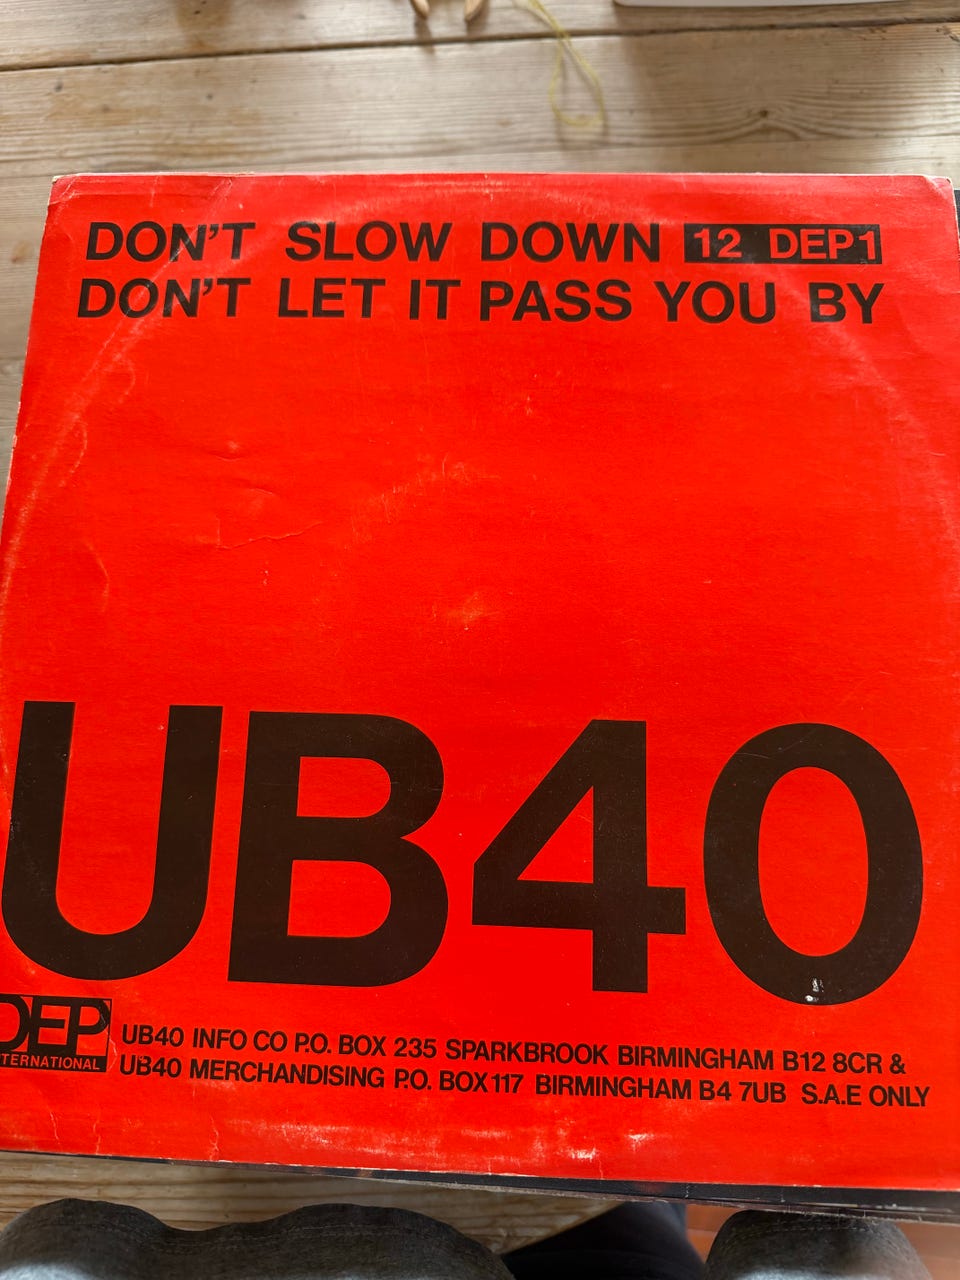 DON'T SLOW DOWN 12 DEP1
DON'T LET IT PASS YOU BY
UB40
DEP
INTERNATIONAL
UB40 INFO CO P.O. BOX 235 SPARKBROOK BIRMINGHAM B12 8CR &
UB40 MERCHANDISING P.O. BOX 117 BIRMINGHAM B4 7UB S.A.E ONLY